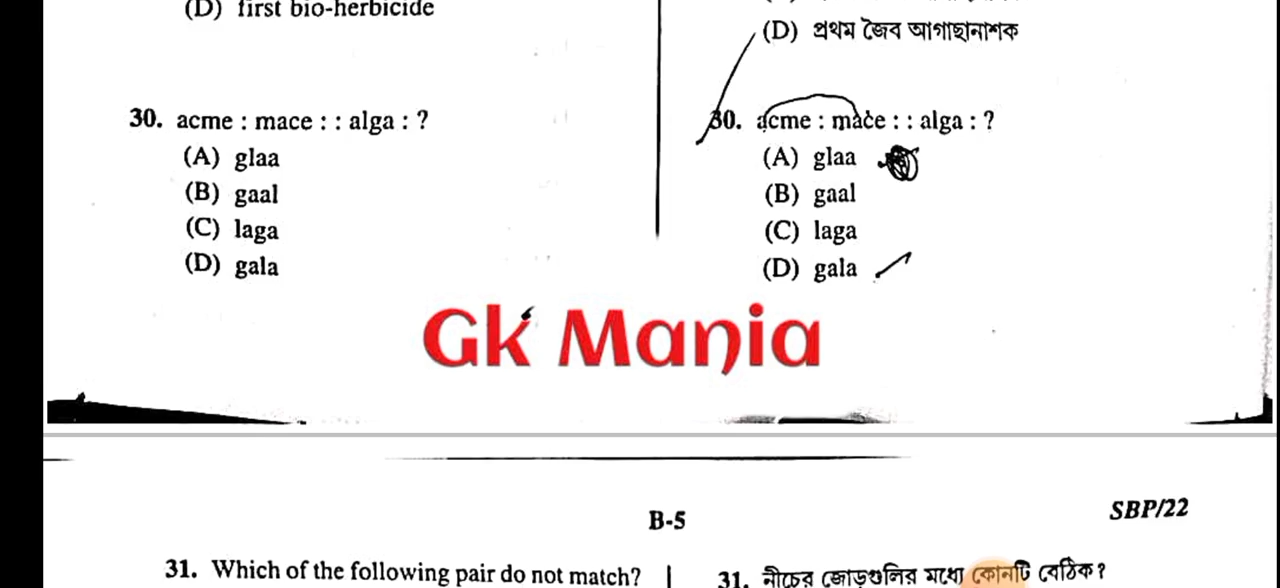 (D) first bio-herbicide
(D) প্রথম জৈব আগাছানাশক
30. acme : mace : : alga : ?
(A) glaa
(B) gaal
(C) laga
(D) gala
30. acme : mace : : alga : ?
(A) glaa
(B) gaal
(C) laga
(D) gala
Gk Mania
B-5
SBP/22
31. Which of the following pair do not match?
31. নীচের জোড়গুলির মধ্যে কোনটি বেঠিক?